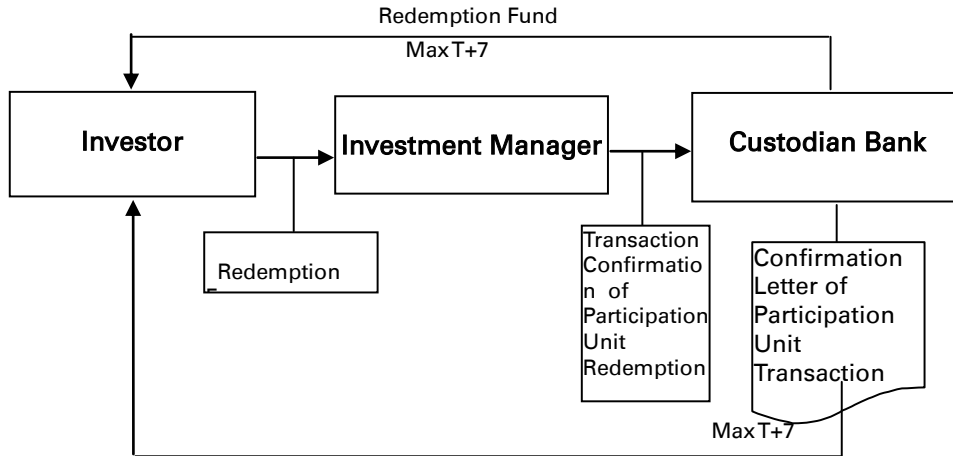 Redemption Fund
Max T+7
Investor
Investment Manager
Custodian Bank
Redemption
Transaction
Confirmatio
n of
Participation
Unit
Redemption
Confirmation
Letter of
Participation
Unit
Transaction
Max T+7